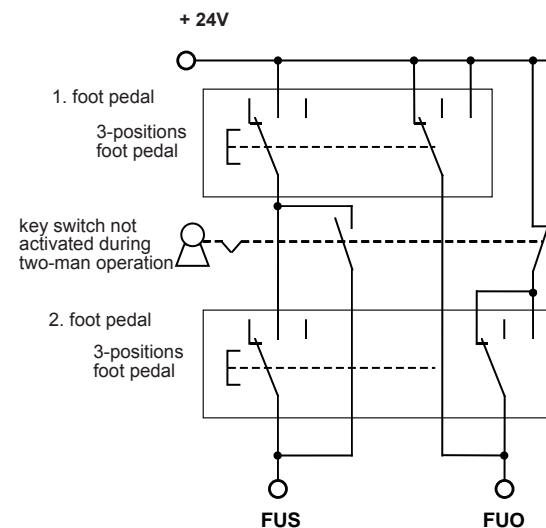 + 24V
1. foot pedal
3-positions
foot pedal
key switch not
activated during
two-man operation
2. foot pedal
3-positions
foot pedal
FUS
FUO